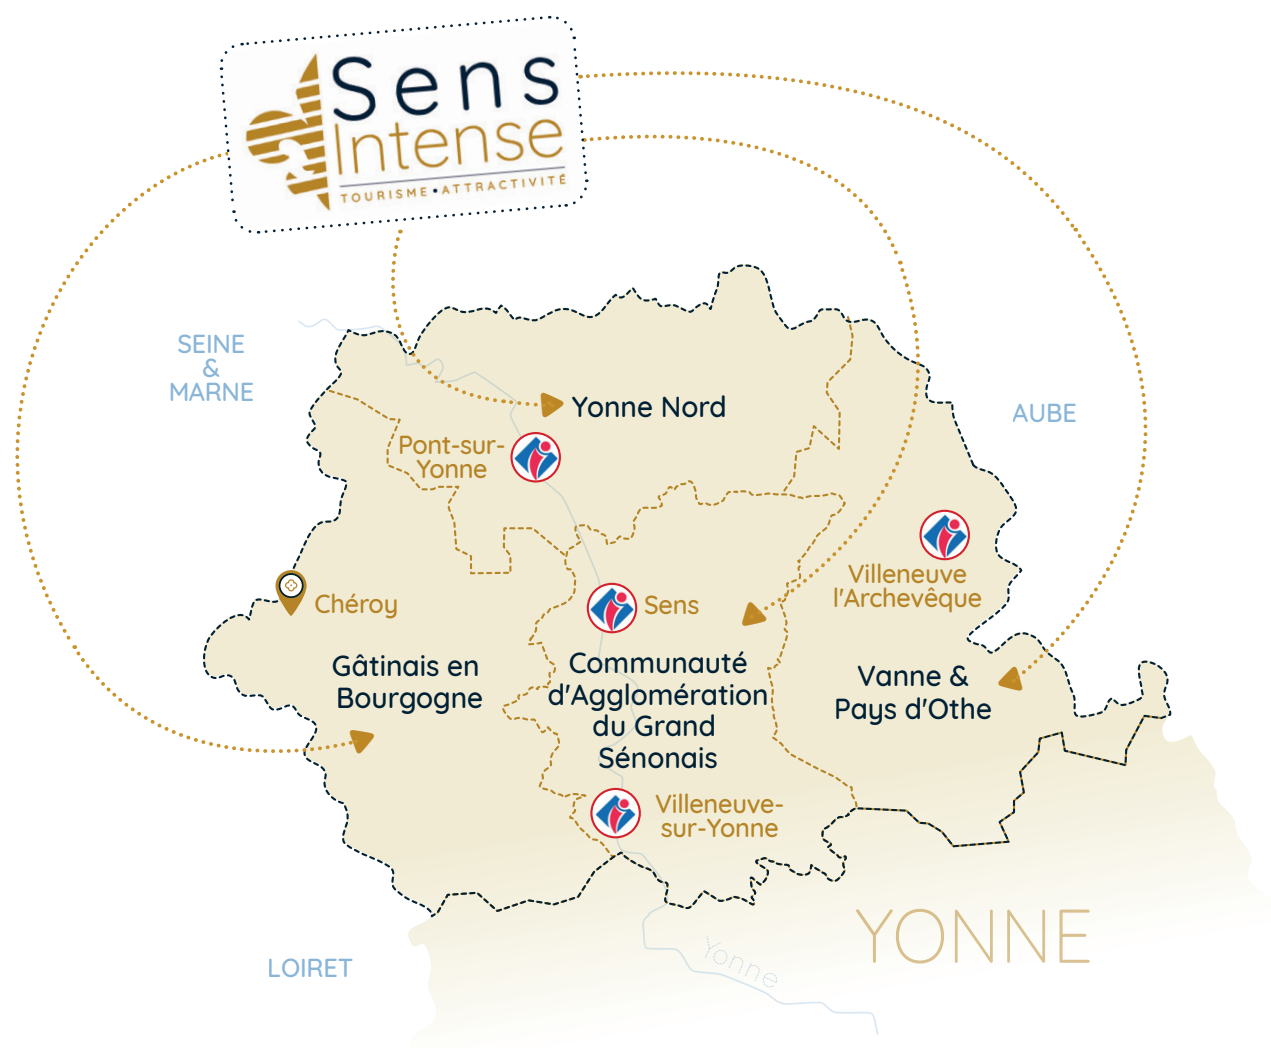 Sens
Intense
TOURISME • ATTRACTIVITÉ
SEINE
&
MARNE
Yonne Nord
AUBE
Pont-sur-
Yonne
Villeneuve
l'Archevêque
Chéroy
Sens
Gâtinais en
Bourgogne
Communauté
d'Agglomération
du Grand
Sénonais
Vanne &
Pays d'Othe
Villeneuve-
sur-Yonne
YONNE
Yonne
LOIRET